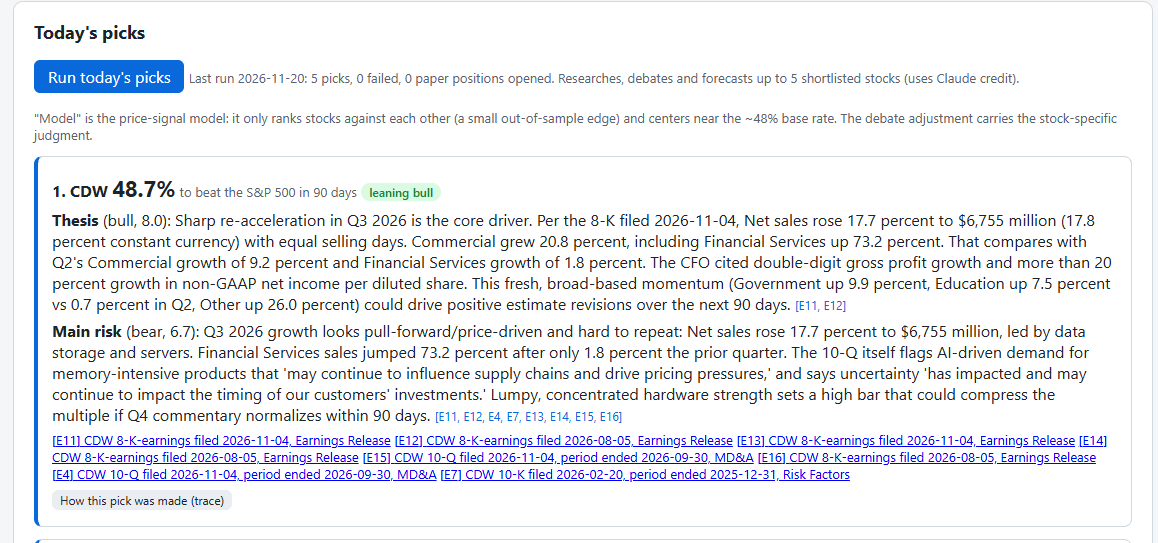 Today's picks
Run today's picks Last run 2026-11-20: 5 picks, 0 failed, 0 paper positions opened. Researches, debates and forecasts up to 5 shortlisted stocks (uses Claude credit).
"Model" is the price-signal model: it only ranks stocks against each other (a small out-of-sample edge) and centers near the ~48% base rate. The debate adjustment carries the stock-specific
judgment.
1. CDW 48.7% to beat the S&P 500 in 90 days leaning bull
Thesis (bull, 8.0): Sharp re-acceleration in Q3 2026 is the core driver. Per the 8-K filed 2026-11-04, Net sales rose 17.7 percent to $6,755 million (17.8
percent constant currency) with equal selling days. Commercial grew 20.8 percent, including Financial Services up 73.2 percent. That compares with
Q2's Commercial growth of 9.2 percent and Financial Services growth of 1.8 percent. The CFO cited double-digit gross profit growth and more than 20
percent growth in non-GAAP net income per diluted share. This fresh, broad-based momentum (Government up 9.9 percent, Education up 7.5 percent
vs 0.7 percent in Q2, Other up 26.0 percent) could drive positive estimate revisions over the next 90 days. [E11, E12]
Main risk (bear, 6.7): Q3 2026 growth looks pull-forward/price-driven and hard to repeat: Net sales rose 17.7 percent to $6,755 million, led by data
storage and servers. Financial Services sales jumped 73.2 percent after only 1.8 percent the prior quarter. The 10-Q itself flags AI-driven demand for
memory-intensive products that 'may continue to influence supply chains and drive pricing pressures,' and says uncertainty 'has impacted and may
continue to impact the timing of our customers' investments.' Lumpy, concentrated hardware strength sets a high bar that could compress the
multiple if Q4 commentary normalizes within 90 days. [E11, E12, E4, E7, E13, E14, E15, E16]
[E11] CDW 8-K-earnings filed 2026-11-04, Earnings Release [E12] CDW 8-K-earnings filed 2026-08-05, Earnings Release [E13] CDW 8-K-earnings filed 2026-11-04, Earnings Release [E14]
CDW 8-K-earnings filed 2026-08-05, Earnings Release [E15] CDW 10-Q filed 2026-11-04, period ended 2026-09-30, MD&A [E16] CDW 8-K-earnings filed 2026-08-05, Earnings Release
[E4] CDW 10-Q filed 2026-11-04, period ended 2026-09-30, MD&A [E7] CDW 10-K filed 2026-02-20, period ended 2025-12-31, Risk Factors
How this pick was made (trace)